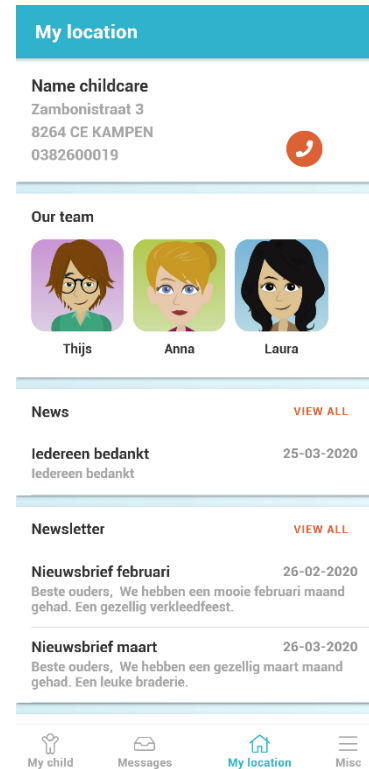 My location
Name childcare
Zambonistraat 3
8264 CE KAMPEN
0382600019
Our team
Thijs Anna Laura
News VIEW ALL
Iedereen bedankt 25-03-2020
Iedereen bedankt
Newsletter VIEW ALL
Nieuwsbrief februari 26-02-2020
Beste ouders,  We hebben een mooie februari maand
gehad. Een gezellig verkleedfeest.
Nieuwsbrief maart 26-03-2020
Beste ouders,  We hebben een gezellig maart maand
gehad. Een leuke braderie.
My child Messages My location Misc